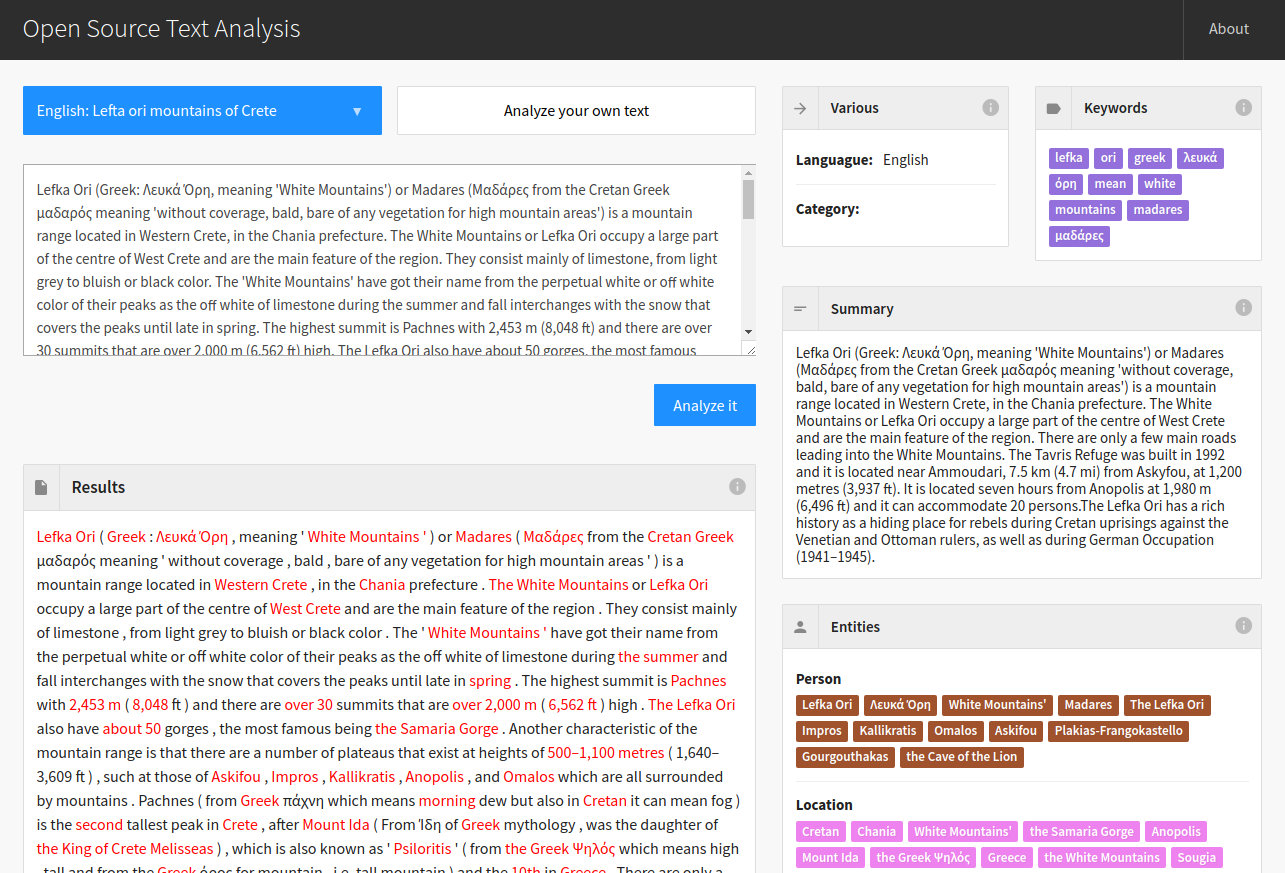 Open Source Text Analysis
About
English: Lefta ori mountains of Crete ▼
Analyze your own text
Lefka Ori (Greek: Λευκά Όρη, meaning 'White Mountains') or Madares (Μαδάρες from the Cretan Greek
μαδαρός meaning 'without coverage, bald, bare of any vegetation for high mountain areas') is a mountain
range located in Western Crete, in the Chania prefecture. The White Mountains or Lefka Ori occupy a large part
of the centre of West Crete and are the main feature of the region. They consist mainly of limestone, from light
grey to bluish or black color. The 'White Mountains' have got their name from the perpetual white or off white
color of their peaks as the off white of limestone during the summer and fall interchanges with the snow that
covers the peaks until late in spring. The highest summit is Pachnes with 2,453 m (8,048 ft) and there are over
30 summits that are over 2,000 m (6,562 ft) high. The Lefka Ori also have about 50 gorges, the most famous
Analyze it
Results
Lefka Ori ( Greek : Λευκά Όρη , meaning ' White Mountains ' ) or Madares ( Μαδάρες from the Cretan Greek
μαδαρός meaning ' without coverage , bald , bare of any vegetation for high mountain areas ' ) is a
mountain range located in Western Crete , in the Chania prefecture . The White Mountains or Lefka Ori
occupy a large part of the centre of West Crete and are the main feature of the region . They consist mainly
of limestone , from light grey to bluish or black color . The ' White Mountains ' have got their name from
the perpetual white or off white color of their peaks as the off white of limestone during the summer and
fall interchanges with the snow that covers the peaks until late in spring . The highest summit is Pachnes
with 2,453 m ( 8,048 ft ) and there are over 30 summits that are over 2,000 m ( 6,562 ft ) high . The Lefka Ori
also have about 50 gorges , the most famous being the Samaria Gorge . Another characteristic of the
mountain range is that there are a number of plateaus that exist at heights of 500–1,100 metres ( 1,640–
3,609 ft ) , such at those of Askifou , Impros , Kallikratis , Anopolis , and Omalos which are all surrounded
by mountains . Pachnes ( from Greek πάχνη which means morning dew but also in Cretan it can mean fog )
is the second tallest peak in Crete , after Mount Ida ( From Ίδη of Greek mythology , was the daughter of
the King of Crete Melisseas ) , which is also known as ' Psiloritis ' ( from the Greek Ψηλός which means high
, tall and from the Greek όρος for mountain , i.e. tall mountain ) and the 10th in Greece . There are only a
Various
Languague: English
Category:
Keywords
lefka ori greek λευκά
όρη mean white
mountains madares
μαδάρες
Summary
Lefka Ori (Greek: Λευκά Όρη, meaning 'White Mountains') or Madares
(Μαδάρες from the Cretan Greek μαδαρός meaning 'without coverage,
bald, bare of any vegetation for high mountain areas') is a mountain
range located in Western Crete, in the Chania prefecture. The White
Mountains or Lefka Ori occupy a large part of the centre of West Crete
and are the main feature of the region. There are only a few main roads
leading into the White Mountains. The Tavris Refuge was built in 1992
and it is located near Ammoudari, 7.5 km (4.7 mi) from Askyfou, at 1,200
metres (3,937 ft). It is located seven hours from Anopolis at 1,980 m
(6,496 ft) and it can accommodate 20 persons.The Lefka Ori has a rich
history as a hiding place for rebels during Cretan uprisings against the
Venetian and Ottoman rulers, as well as during German Occupation
(1941–1945).
Entities
Person
Lefka Ori Λευκά Όρη White Mountains' Madares The Lefka Ori
Impros Kallikratis Omalos Askifou Plakias-Frangokastello
Gourgouthakas the Cave of the Lion
Location
Cretan Chania White Mountains' the Samaria Gorge Anopolis
Mount Ida the Greek Ψηλός Greece the White Mountains Sougia